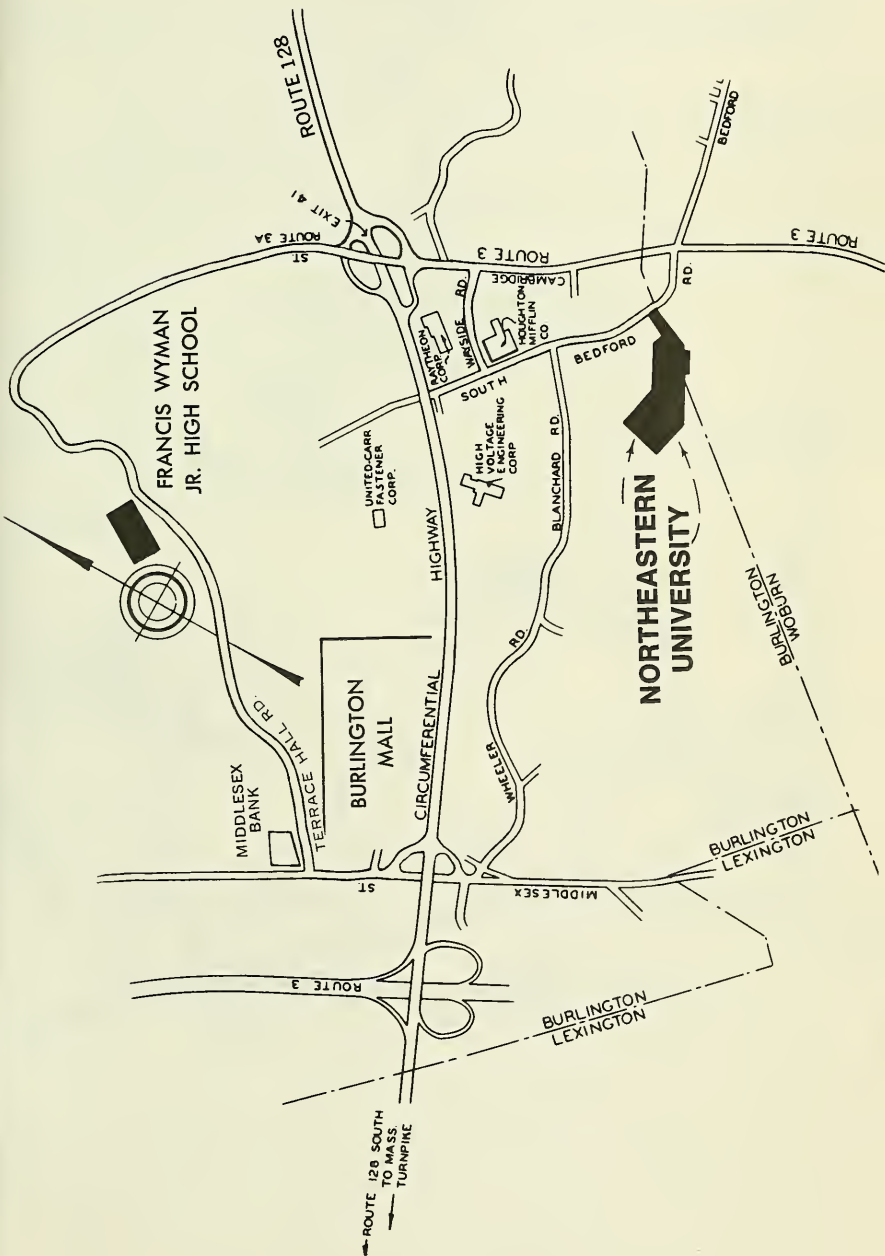 ROUTE 128
EXIT 41
ROUTE 3A
ST.
FRANCIS WYMAN
JR. HIGH SCHOOL
RAYTHEON
CORP.
WAYSIDE RD.
HOUGHTON
MIFFLIN
CO
CAMBRIDGE
ROUTE 3
SOUTH
BEDFORD
RD.
BEDFORD
ROUTE 3
UNITED-CARR
FASTENER
CORP.
HIGH
VOLTAGE
ENGINEERING
CORP
HIGHWAY
BLANCHARD RD.
NORTHEASTERN
UNIVERSITY
BURLINGTON
WOBURN
MIDDLESEX
BANK
TERRACE HALL RD.
BURLINGTON
MALL
CIRCUMFERENTIAL
WHEELER RD.
ST.
MIDDLESEX
BURLINGTON
LEXINGTON
ROUTE 3
BURLINGTON
LEXINGTON
ROUTE 128 SOUTH
TO MASS.
TURNPIKE